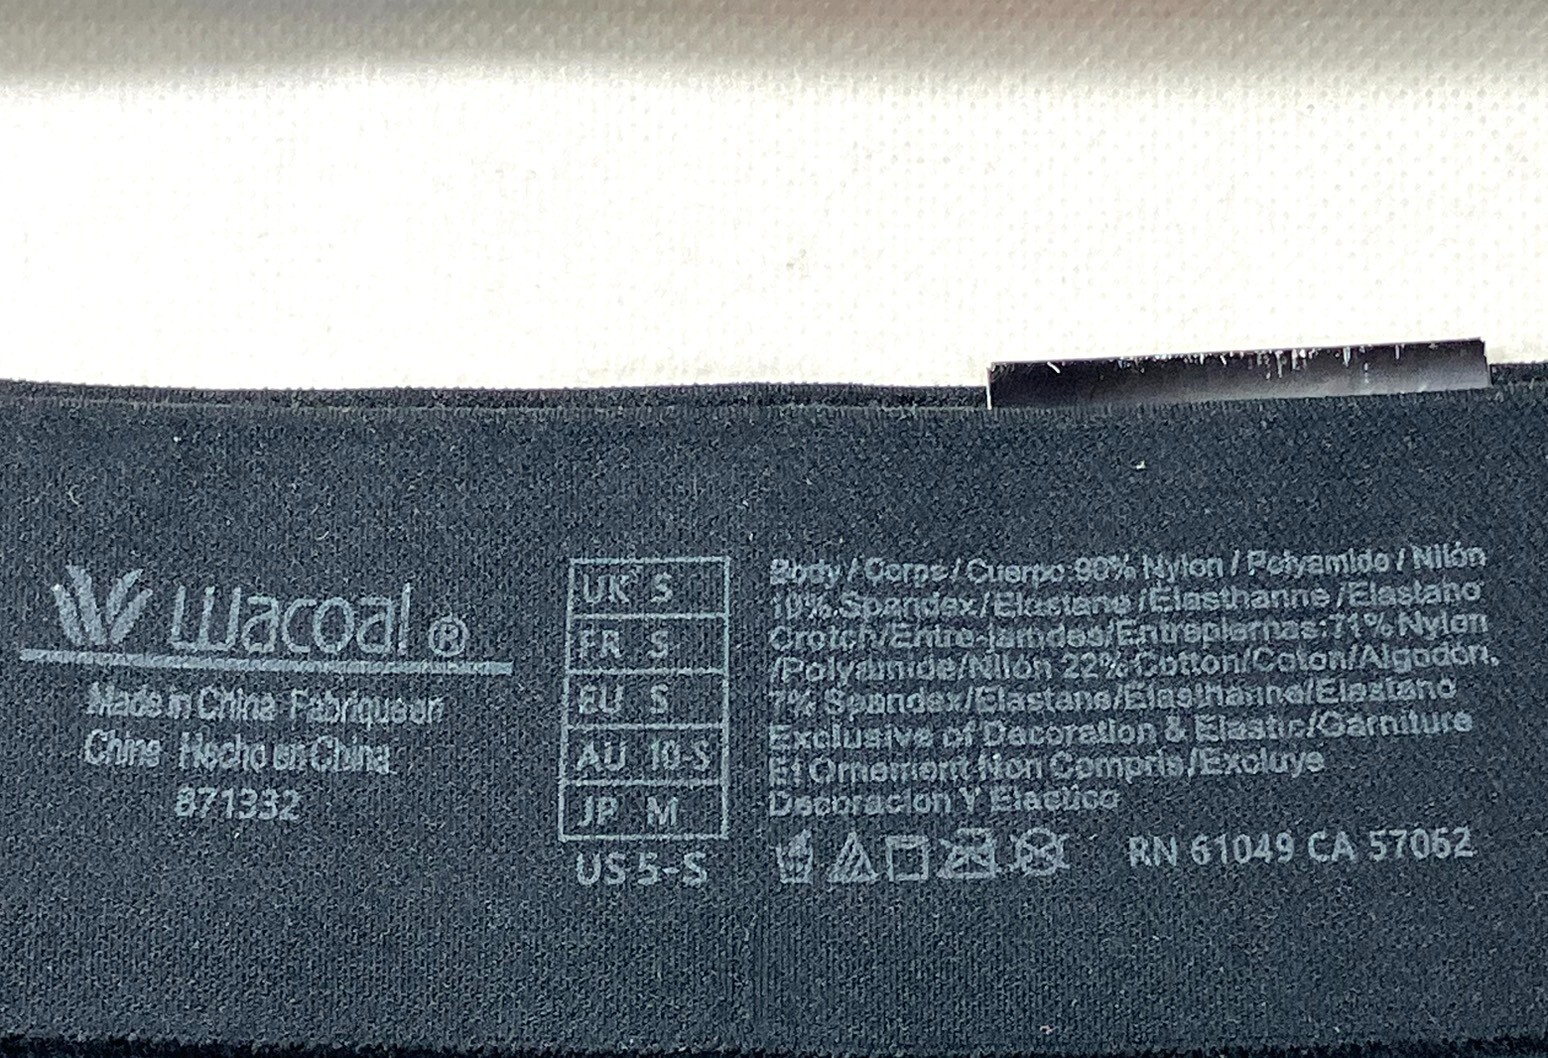 Wacoal ®
Made in China Fabriqueàr
Chine Hecho en China
871332
UK S
FR S
EU S
AU 10-S
JP M
US 5-S
Body / Corps / Cuerpo 90% Nylon / Polyamide / Nilón
10% Spandex/Elastane /Elasthanne /Elastano
Crotch/Entre-jambes/Entrepiernas:71% Nylon
/Polyamide/Nilón 22% Cotton/Coton/Algodón,
7% Spandex/Elastane/Elasthanne/Elastano
Exclusive of Decoration & Elastic/Garniture
Et Ornement Non Compris/Excluye
Decoracion Y Elastico
RN 61049 CA 57062